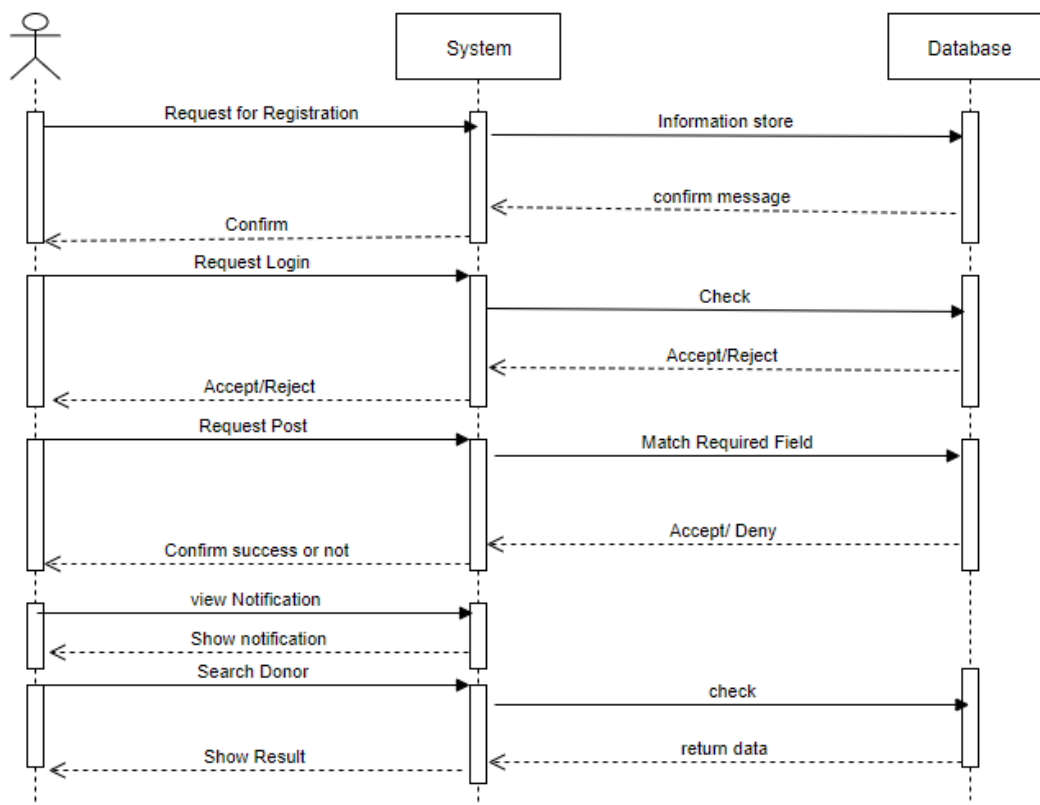 System
Database
Request for Registration
Information store
confirm message
Confirm
Request Login
Check
Accept/Reject
Accept/Reject
Request Post
Match Required Field
Accept/ Deny
Confirm success or not
view Notification
Show notification
Search Donor
check
return data
Show Result